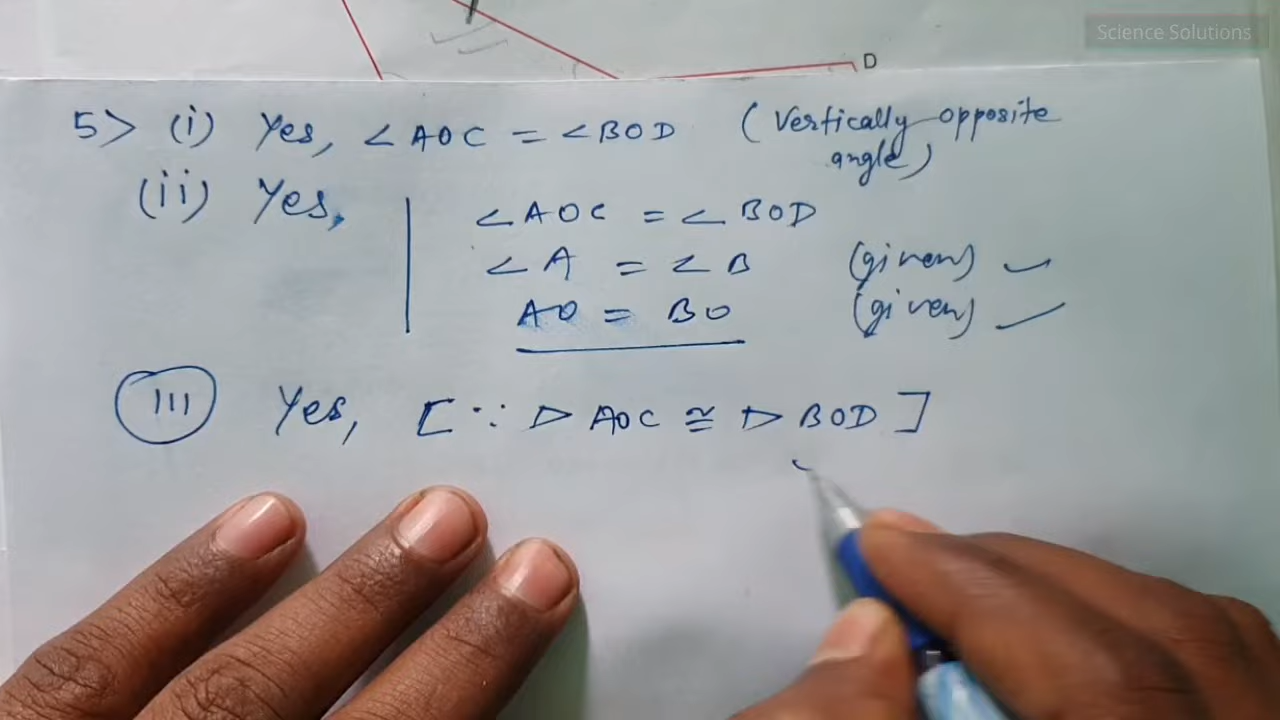 Science Solutions
D
5> (i) Yes, ∠AOC = ∠BOD (Vertically opposite
angle)
(ii) Yes, ∠AOC = ∠BOD
∠A = ∠B (given)
AO = BO (given)
III Yes, [∵ ▷ AOC ≅ ▷ BOD]